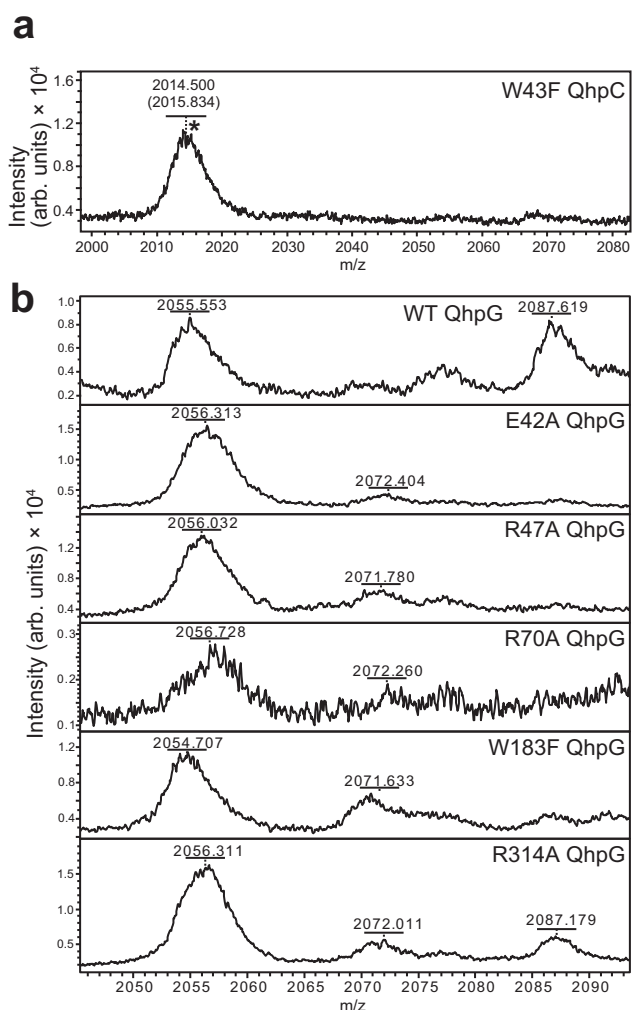 a
Intensity
(arb. units) × 10⁴
1.6
1.2
0.8
0.4
2014.500
(2015.834)
*
W43F QhpC
2000 2010 2020 2030 2040 2050 2060 2070 2080
m/z
b
Intensity (arb. units) × 10⁴
1.0
0.8
0.6
0.4
0.2
2055.553
WT QhpG
2087.619
1.5
1.0
0.5
2056.313
2072.404
E42A QhpG
1.2
0.8
0.4
2056.032
2071.780
R47A QhpG
0.3
0.2
0.1
2056.728
2072.260
R70A QhpG
1.2
0.8
0.4
2054.707
2071.633
W183F QhpG
1.5
1.0
0.5
2056.311
2072.011
2087.179
R314A QhpG
2050 2055 2060 2065 2070 2075 2080 2085 2090
m/z